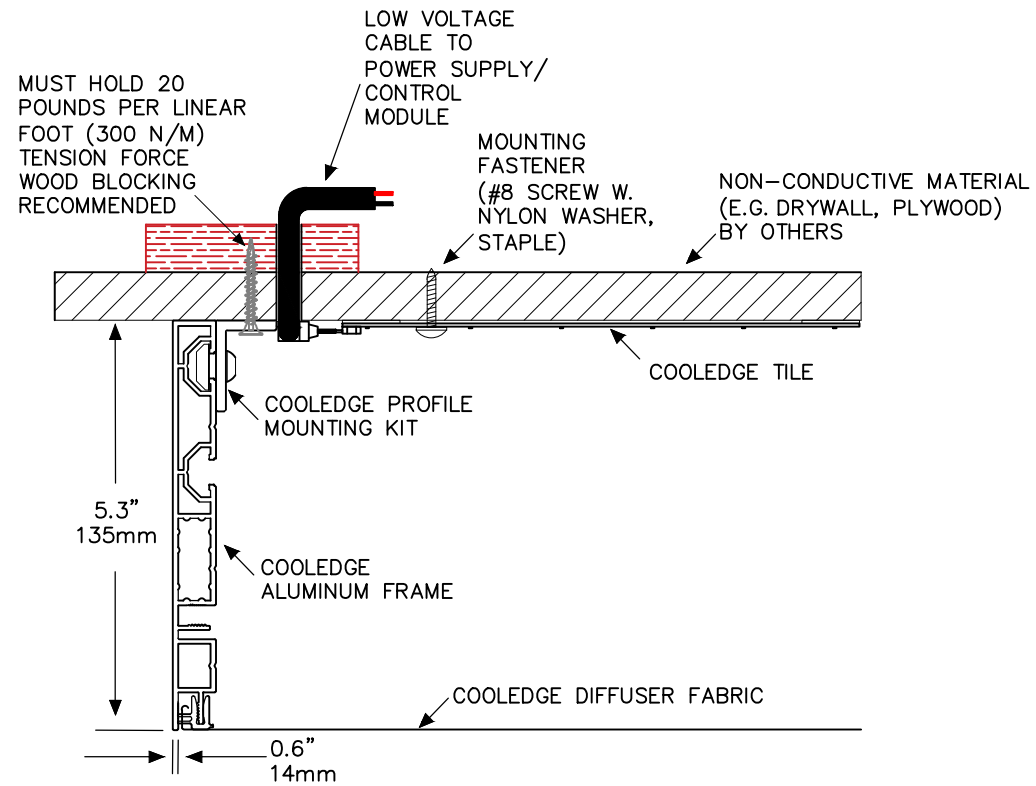 LOW VOLTAGE
CABLE TO
POWER SUPPLY/
CONTROL
MODULE
MUST HOLD 20
POUNDS PER LINEAR
FOOT (300 N/M)
TENSION FORCE
WOOD BLOCKING
RECOMMENDED
MOUNTING
FASTENER
(#8 SCREW W.
NYLON WASHER,
STAPLE)
NON-CONDUCTIVE MATERIAL
(E.G. DRYWALL, PLYWOOD)
BY OTHERS
COOLEDGE TILE
COOLEDGE PROFILE
MOUNTING KIT
5.3”
135mm
COOLEDGE
ALUMINUM FRAME
COOLEDGE DIFFUSER FABRIC
0.6”
14mm